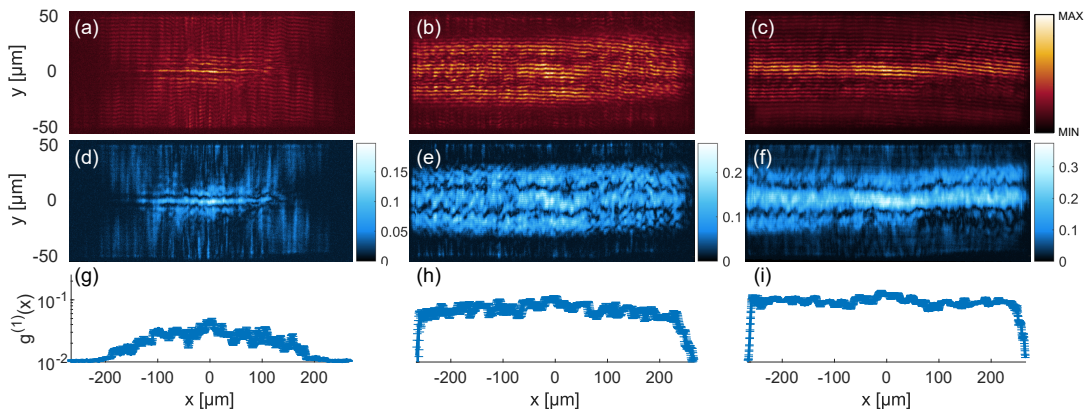 (a) (b) (c) MAX
MIN
y [μm] 50 0 -50
(d) (e) (f)
y [μm] 50 0 -50
0.15 0.1 0.05 0
0.2 0.1 0
0.3 0.2 0.1 0
(g) (h) (i)
g⁽¹⁾(x) 10⁻¹ 10⁻²
-200 -100 0 100 200 -200 -100 0 100 200 -200 -100 0 100 200
x [μm] x [μm] x [μm]